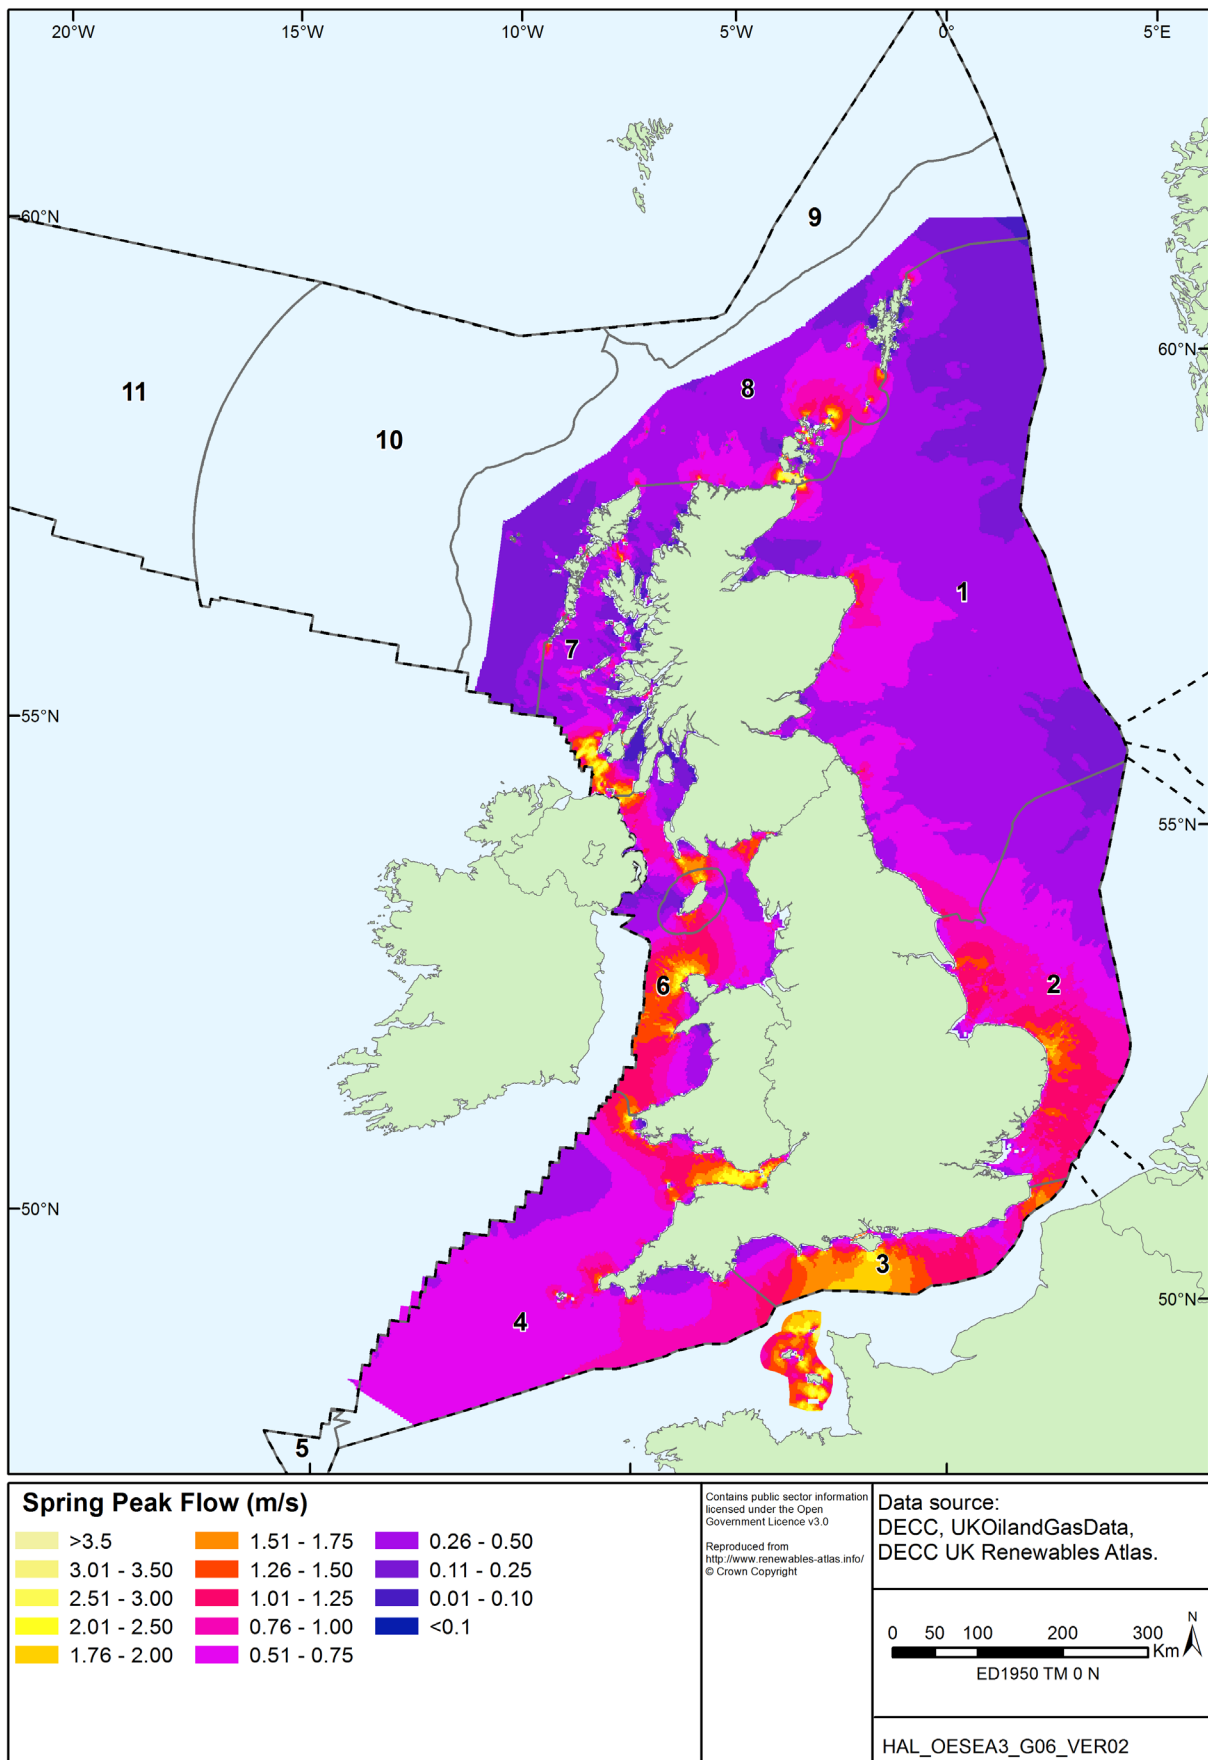 20°W 15°W 10°W 5°W 0° 5°E
9
60°N
60°N
8
11
10
1
7
55°N
55°N
6
2
50°N
3
50°N
4
5
Spring Peak Flow (m/s)
>3.5
3.01 - 3.50
2.51 - 3.00
2.01 - 2.50
1.76 - 2.00
1.51 - 1.75
1.26 - 1.50
1.01 - 1.25
0.76 - 1.00
0.51 - 0.75
0.26 - 0.50
0.11 - 0.25
0.01 - 0.10
<0.1
Contains public sector information
licensed under the Open
Government Licence v3.0
Reproduced from
http://www.renewables-atlas.info/
© Crown Copyright
Data source:
DECC, UKOilandGasData,
DECC UK Renewables Atlas.
N
0 50 100 200 300
Km
ED1950 TM 0 N
HAL_OESEA3_G06_VER02